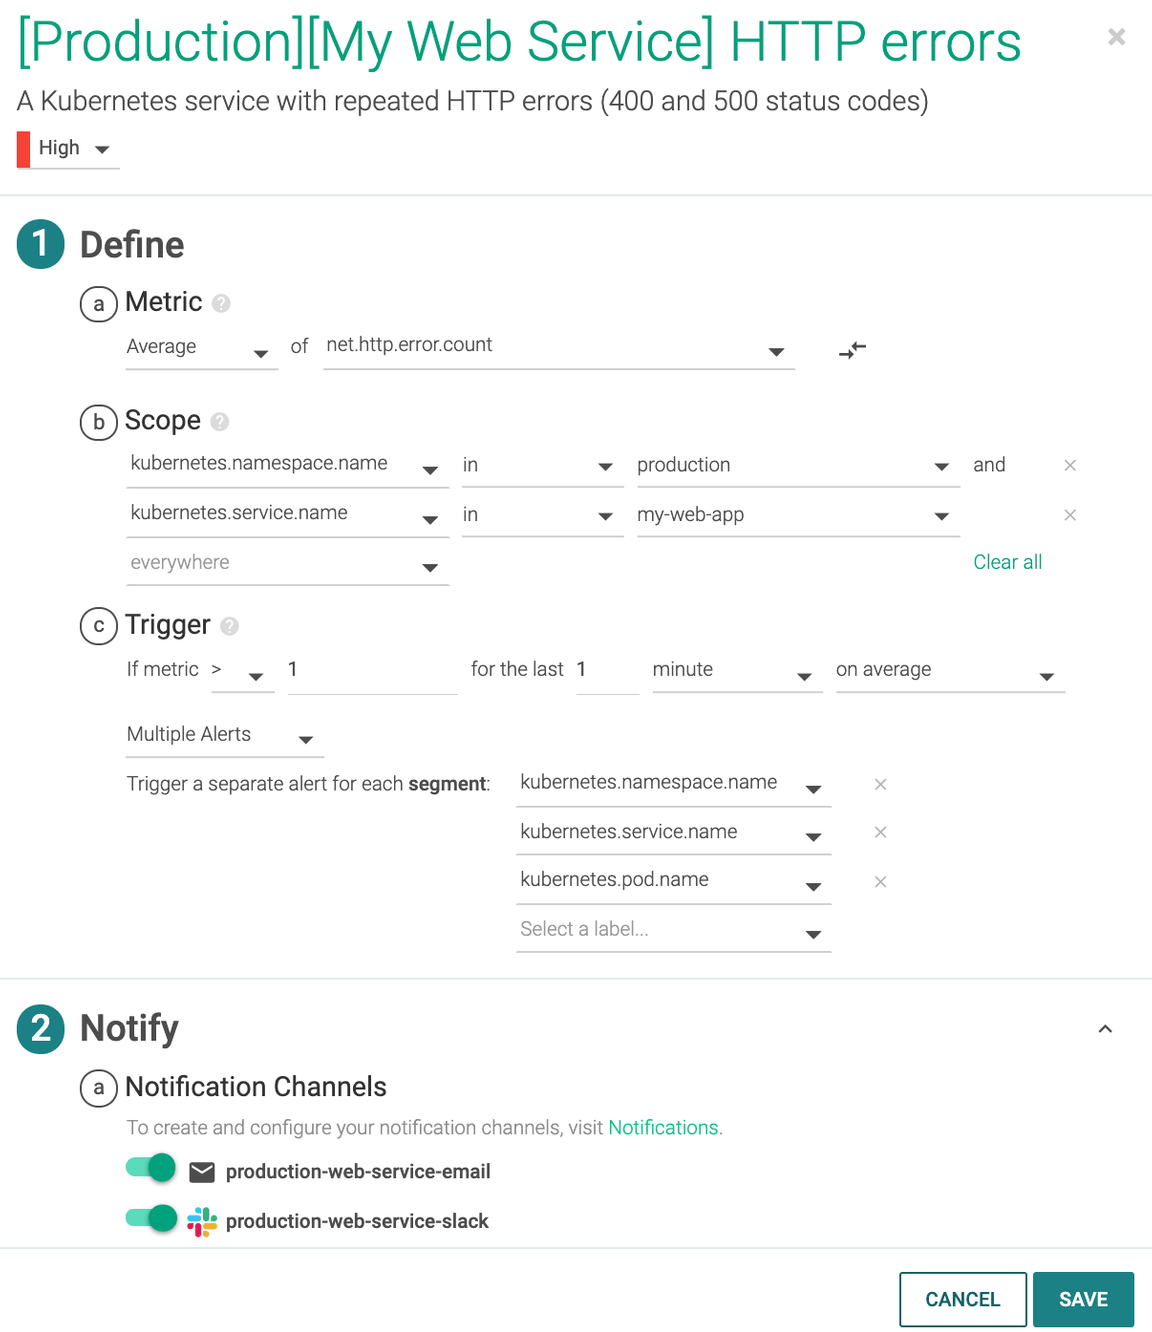 [Production][My Web Service] HTTP errors ×
A Kubernetes service with repeated HTTP errors (400 and 500 status codes)
High
1 Define
a Metric ?
Average of net.http.error.count
b Scope ?
kubernetes.namespace.name in production and ×
kubernetes.service.name in my-web-app ×
everywhere Clear all
c Trigger ?
If metric > 1 for the last 1 minute on average
Multiple Alerts
Trigger a separate alert for each segment: kubernetes.namespace.name ×
kubernetes.service.name ×
kubernetes.pod.name ×
Select a label...
2 Notify
a Notification Channels
To create and configure your notification channels, visit Notifications.
production-web-service-email
production-web-service-slack
CANCEL SAVE